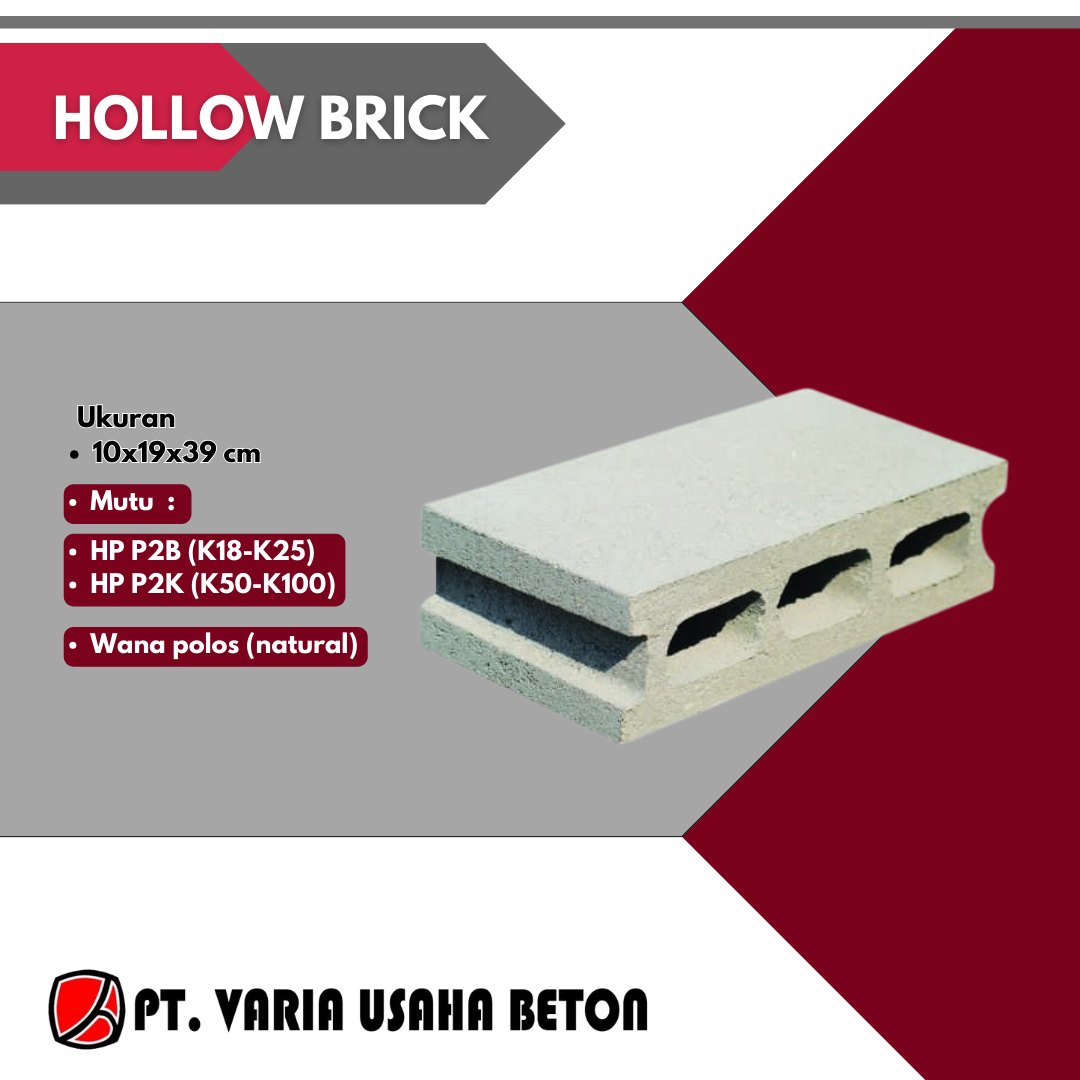 HOLLOW BRICK
Ukuran
• 10x19x39 cm
• Mutu :
• HP P2B (K18-K25)
• HP P2K (K50-K100)
• Wana polos (natural)
PT. VARIA USAHA BETON